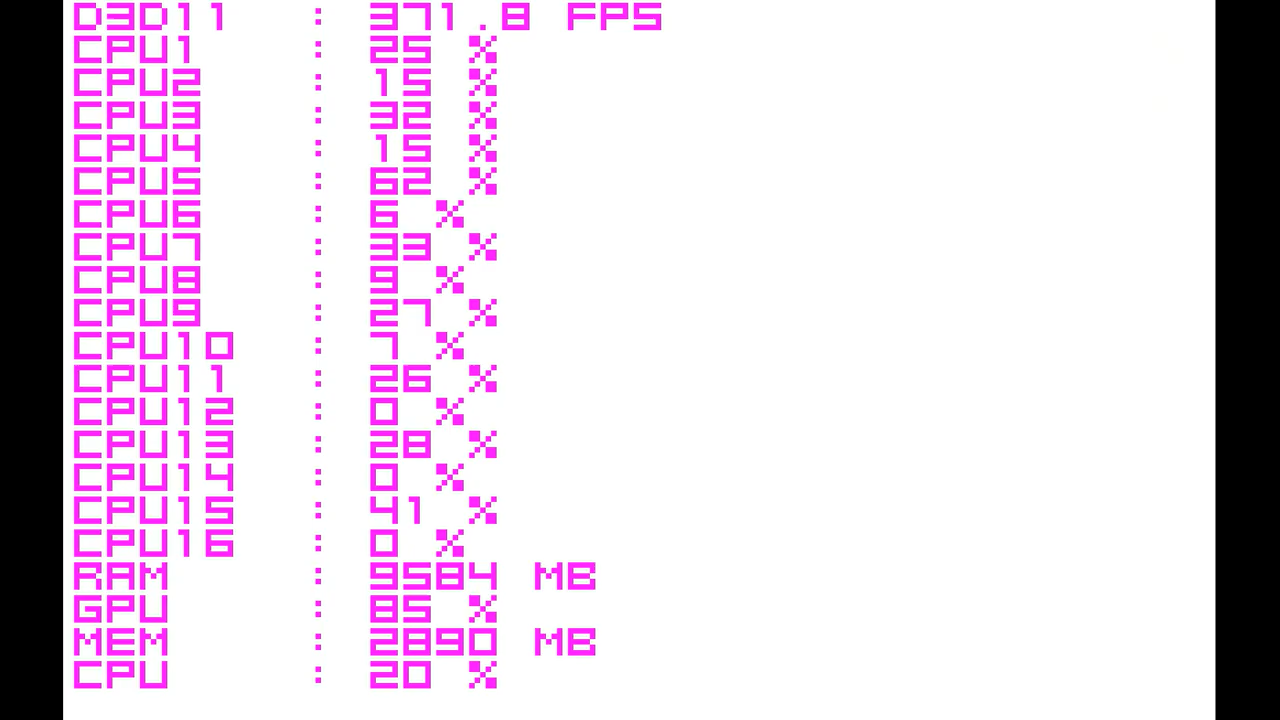 D3D11 : 371.8 FPS
CPU1 : 25 %
CPU2 : 15 %
CPU3 : 32 %
CPU4 : 15 %
CPU5 : 62 %
CPU6 : 6 %
CPU7 : 33 %
CPU8 : 9 %
CPU9 : 27 %
CPU10 : 7 %
CPU11 : 26 %
CPU12 : 0 %
CPU13 : 28 %
CPU14 : 0 %
CPU15 : 41 %
CPU16 : 0 %
RAM : 9584 MB
GPU : 85 %
MEM : 2890 MB
CPU : 20 %